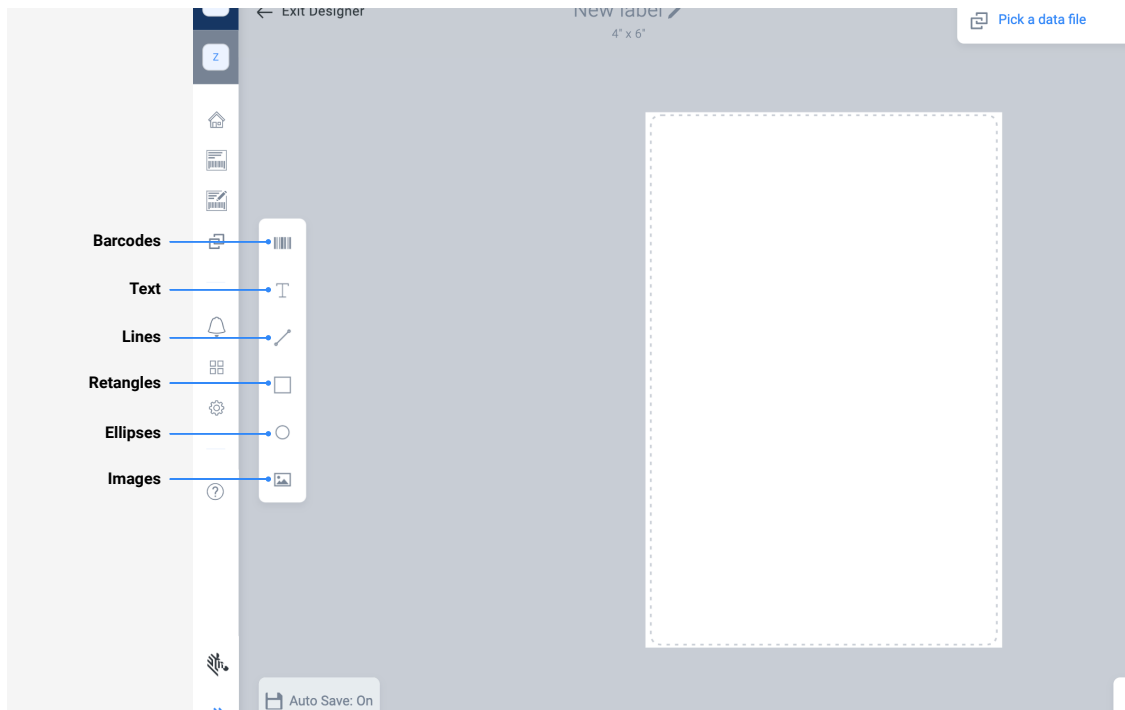 Exit Designer
New label
4" x 6"
Pick a data file
Z
Barcodes
Text
Lines
Retangles
Ellipses
Images
Auto Save: On